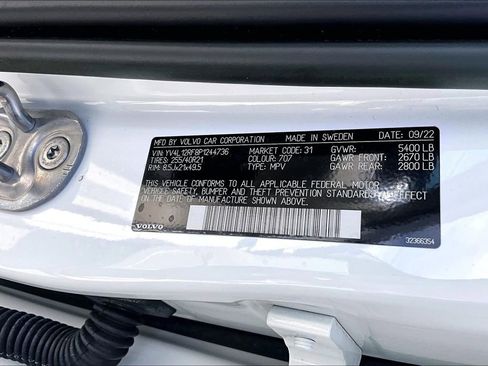 MFD BY VOLVO CAR CORPORATION MADE IN SWEDEN DATE: 09/22
VIN: YV4L12RF8P1244736 MARKET CODE: 31 GVWR: 5400 LB
TIRES: 255/40R21 COLOUR: 707 GAWR FRONT: 2670 LB
RIM: 8.5Jx21x49.5 TYPE: MPV GAWR REAR: 2800 LB
THIS VEHICLE CONFORMS TO ALL APPLICABLE FEDERAL MOTOR
VEHICLE SAFETY, BUMPER AND THEFT PREVENTION STANDARDS IN EFFECT
ON THE DATE OF MANUFACTURE SHOWN ABOVE.
VOLVO 32366354